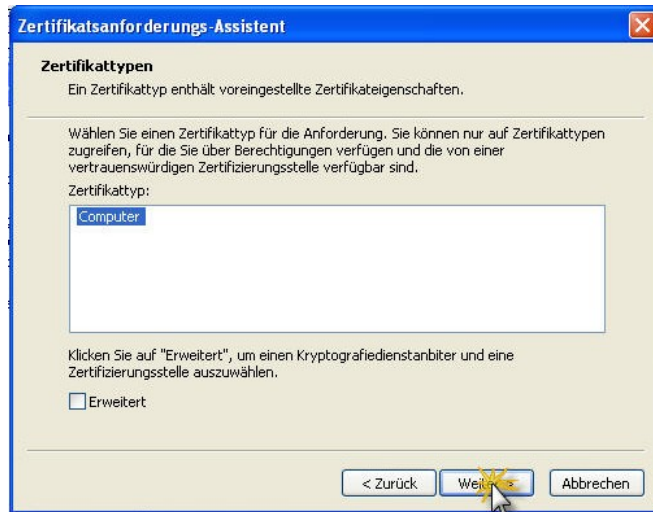 Zertifikatsanforderungs-Assistent
Zertifikattypen
Ein Zertifikattyp enthält voreingestellte Zertifikateigenschaften.
Wählen Sie einen Zertifikattyp für die Anforderung. Sie können nur auf Zertifikattypen
zugreifen, für die Sie über Berechtigungen verfügen und die von einer
vertrauenswürdigen Zertifizierungsstelle verfügbar sind.
Zertifikattyp:
Computer
Klicken Sie auf "Erweitert", um einen Kryptografiedienstanbieter und eine
Zertifizierungsstelle auszuwählen.
Erweitert
< Zurück Weiter > Abbrechen